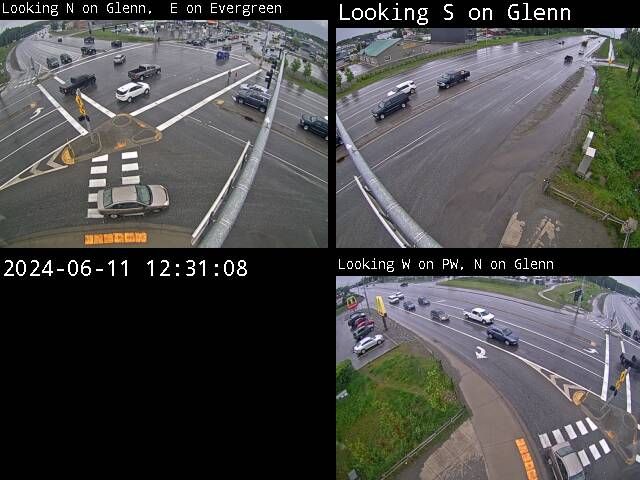 Looking N on Glenn, E on Evergreen
Looking S on Glenn
2024-06-11 12:31:08
Looking W on PW, N on Glenn